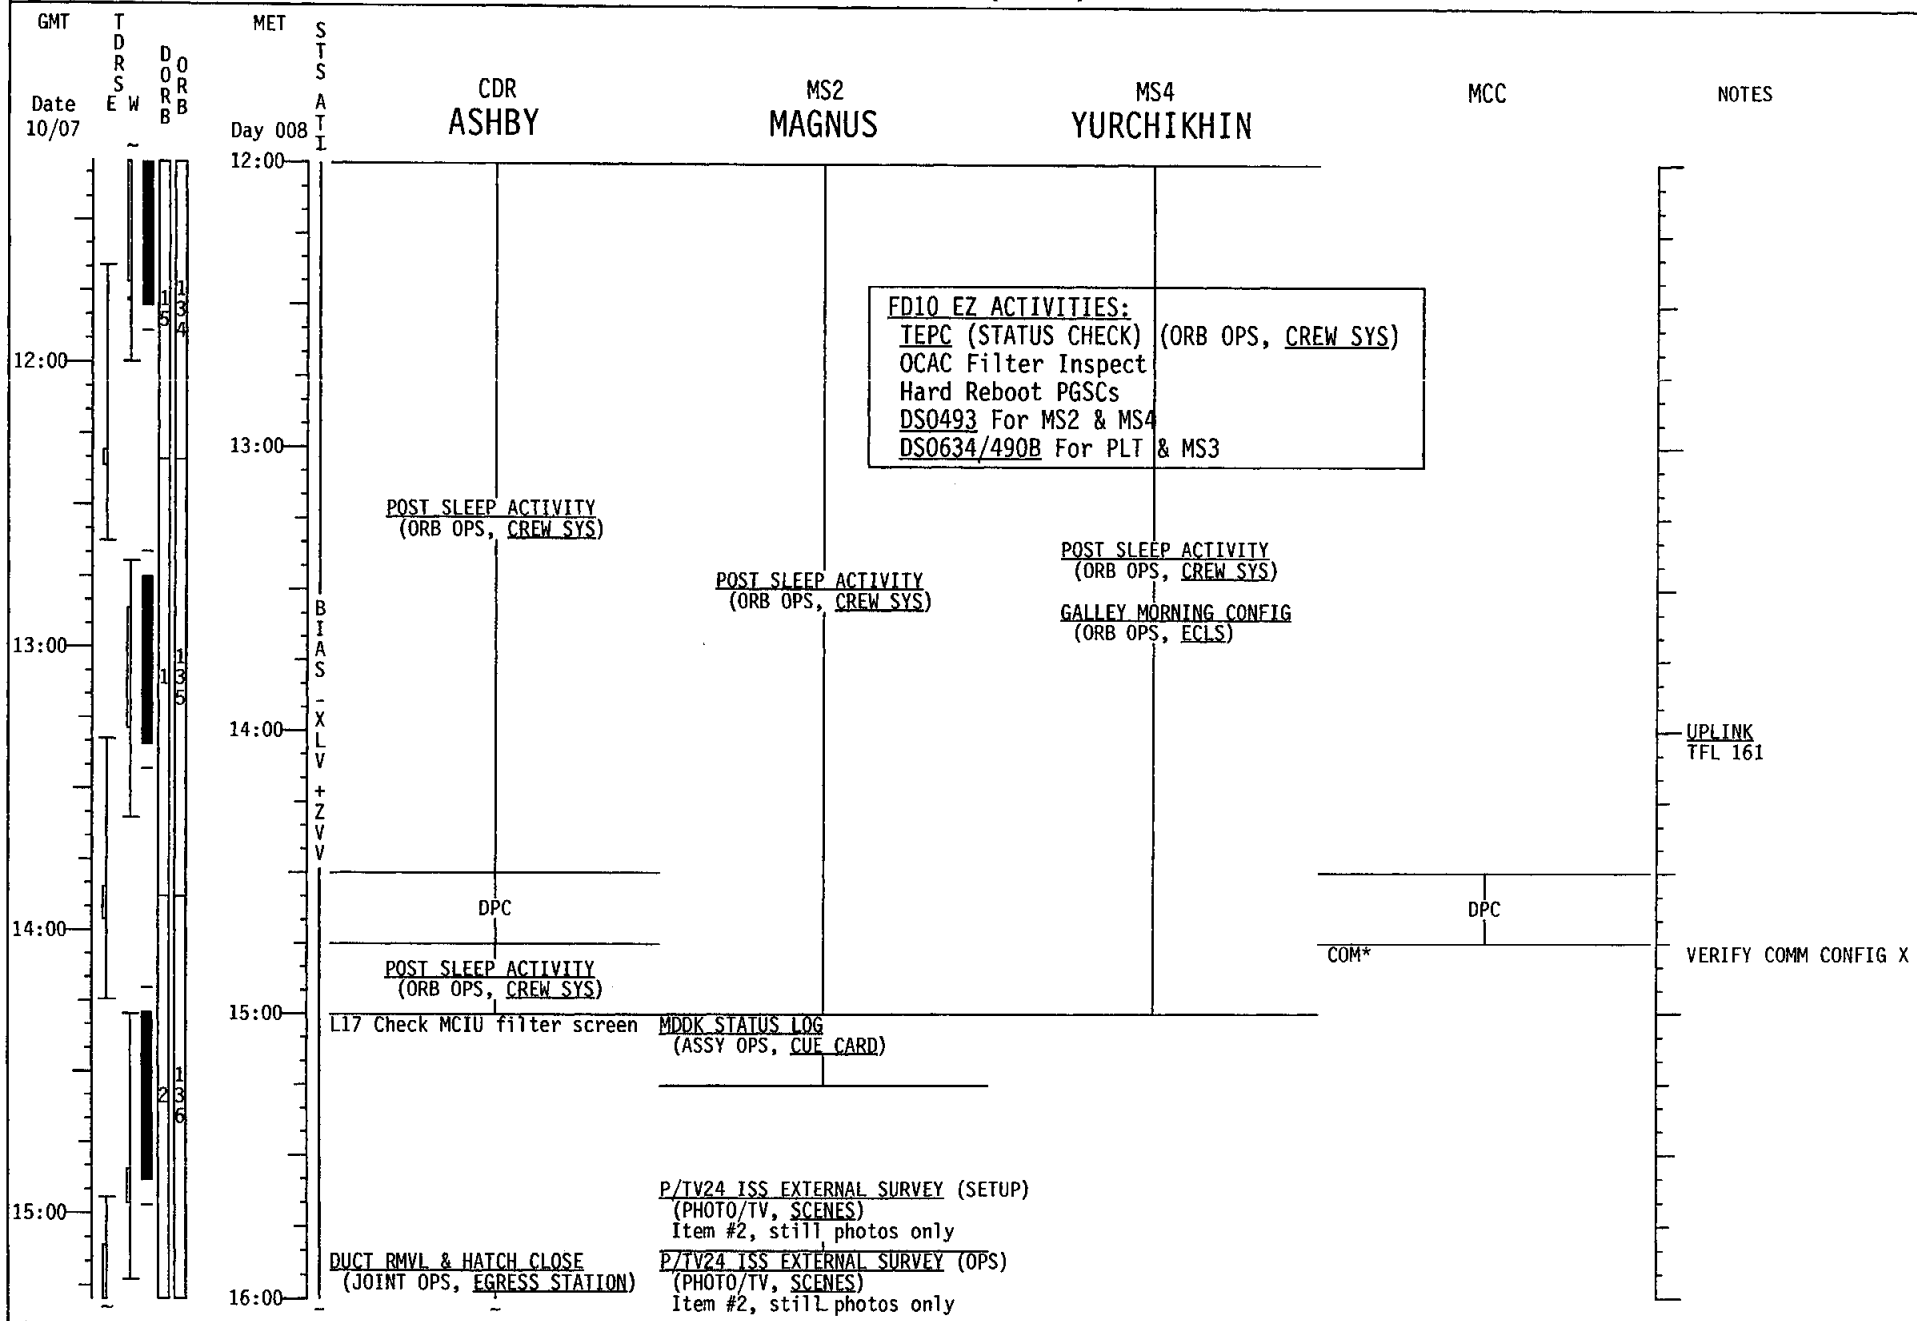 GMT
TDRS
E W
DORB
ORB
MET
STS ATT
Date
10/07
Day 008
CDR
ASHBY
MS2
MAGNUS
MS4
YURCHIKHIN
MCC
NOTES
12:00
13:00
14:00
15:00
12:00
13:00
14:00
15:00
16:00
15
134
1
135
2
136
BIAS -XLV +ZVV
FD10 EZ ACTIVITIES:
TEPC (STATUS CHECK) (ORB OPS, CREW SYS)
OCAC Filter Inspect
Hard Reboot PGSCs
DSO493 For MS2 & MS4
DSO634/490B For PLT & MS3
POST SLEEP ACTIVITY
(ORB OPS, CREW SYS)
POST SLEEP ACTIVITY
(ORB OPS, CREW SYS)
POST SLEEP ACTIVITY
(ORB OPS, CREW SYS)
GALLEY MORNING CONFIG
(ORB OPS, ECLS)
UPLINK
TFL 161
DPC
DPC
COM*
VERIFY COMM CONFIG X
POST SLEEP ACTIVITY
(ORB OPS, CREW SYS)
L17 Check MCIU filter screen
MDDK STATUS LOG
(ASSY OPS, CUE CARD)
P/TV24 ISS EXTERNAL SURVEY (SETUP)
(PHOTO/TV, SCENES)
Item #2, still photos only
DUCT RMVL & HATCH CLOSE
(JOINT OPS, EGRESS STATION)
P/TV24 ISS EXTERNAL SURVEY (OPS)
(PHOTO/TV, SCENES)
Item #2, still photos only